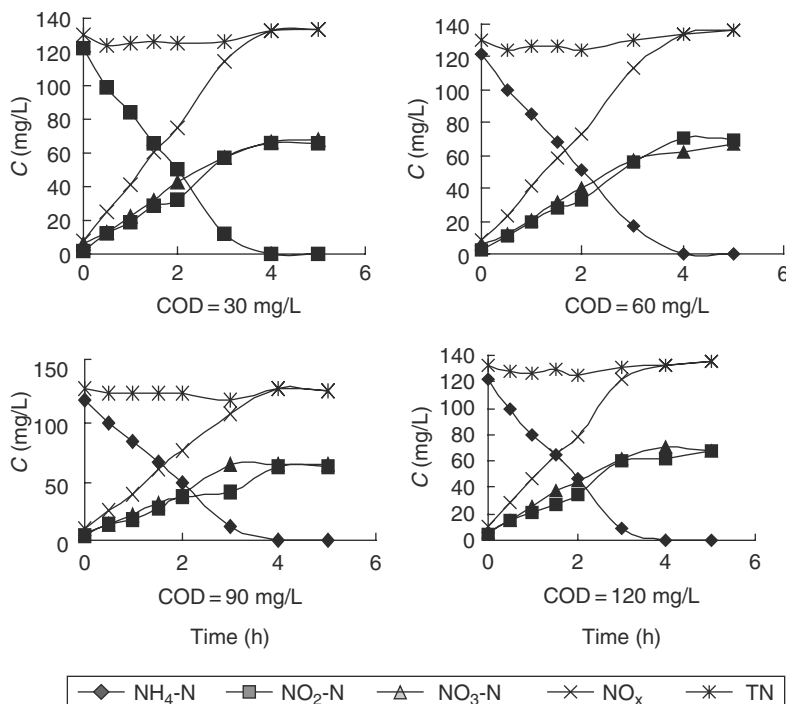 140
120
100
80
60
40
20
0
C (mg/L)
0 2 4 6
COD = 30 mg/L
140
120
100
80
60
40
20
0
C (mg/L)
0 2 4 6
COD = 60 mg/L
150
100
50
0
C (mg/L)
0 2 4 6
COD = 90 mg/L
Time (h)
140
120
100
80
60
40
20
0
C (mg/L)
0 2 4 6
COD = 120 mg/L
Time (h)
NH4-N NO2-N NO3-N NOx TN